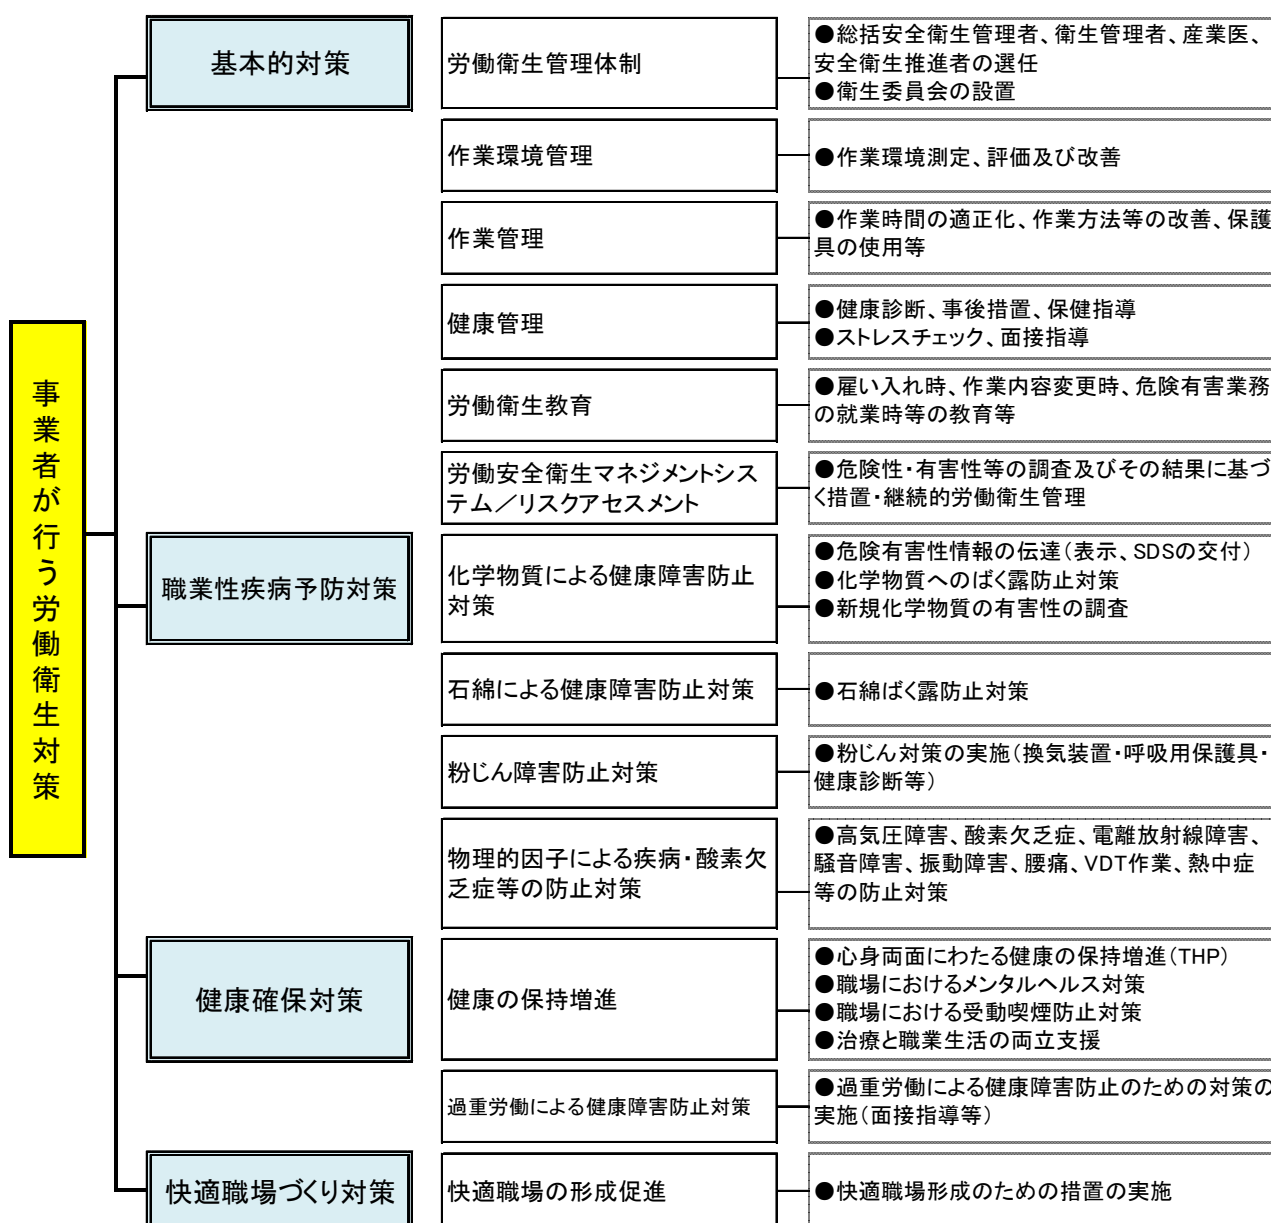 事業者が行う労働衛生対策
基本的対策
労働衛生管理体制
●総括安全衛生管理者、衛生管理者、産業医、
安全衛生推進者の選任
●衛生委員会の設置
作業環境管理
●作業環境測定、評価及び改善
作業管理
●作業時間の適正化、作業方法等の改善、保護
具の使用等
健康管理
●健康診断、事後措置、保健指導
●ストレスチェック、面接指導
労働衛生教育
●雇い入れ時、作業内容変更時、危険有害業務
の就業時等の教育等
労働安全衛生マネジメントシス
テム／リスクアセスメント
●危険性・有害性等の調査及びその結果に基づ
く措置・継続的労働衛生管理
職業性疾病予防対策
化学物質による健康障害防止
対策
●危険有害性情報の伝達（表示、SDSの交付）
●化学物質へのばく露防止対策
●新規化学物質の有害性の調査
石綿による健康障害防止対策
●石綿ばく露防止対策
粉じん障害防止対策
●粉じん対策の実施（換気装置・呼吸用保護具・
健康診断等）
物理的因子による疾病・酸素欠
乏症等の防止対策
●高気圧障害、酸素欠乏症、電離放射線障害、
騒音障害、振動障害、腰痛、VDT作業、熱中症
等の防止対策
健康確保対策
健康の保持増進
●心身両面にわたる健康の保持増進（THP）
●職場におけるメンタルヘルス対策
●職場における受動喫煙防止対策
●治療と職業生活の両立支援
過重労働による健康障害防止対策
●過重労働による健康障害防止のための対策の
実施（面接指導等）
快適職場づくり対策
快適職場の形成促進
●快適職場形成のための措置の実施